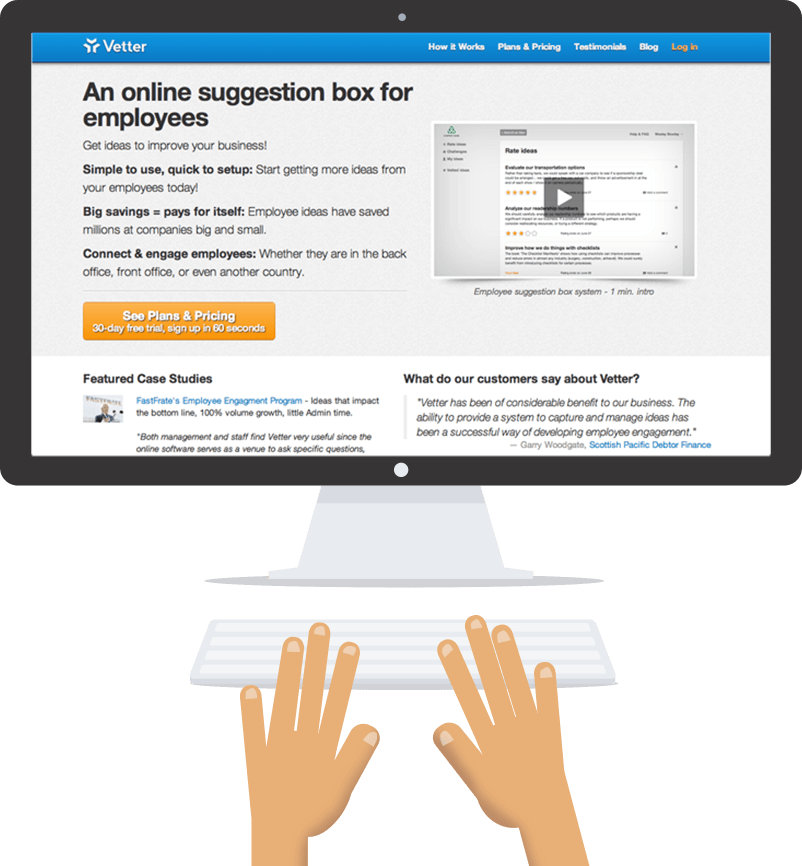 Vetter
How it Works Plans & Pricing Testimonials Blog Log in
An online suggestion box for
employees
Get ideas to improve your business!
Simple to use, quick to setup: Start getting more ideas from
your employees today!
Big savings = pays for itself: Employee ideas have saved
millions at companies big and small.
Connect & engage employees: Whether they are in the back
office, front office, or even another country.
See Plans & Pricing
30-day free trial, sign up in 60 seconds
Help & FAQ
Rate ideas
Challenges
My ideas
Vetted ideas
Rate ideas
Evaluate our transportation options
Analyze our readership numbers
Improve how we do things with checklists
Employee suggestion box system - 1 min. intro
Featured Case Studies
FastFrate's Employee Engagment Program - Ideas that impact
the bottom line, 100% volume growth, little Admin time.
"Both management and staff find Vetter very useful since the
online software serves as a venue to ask specific questions,
What do our customers say about Vetter?
"Vetter has been of considerable benefit to our business. The
ability to provide a system to capture and manage ideas has
been a successful way of developing employee engagement."
— Garry Woodgate, Scottish Pacific Debtor Finance